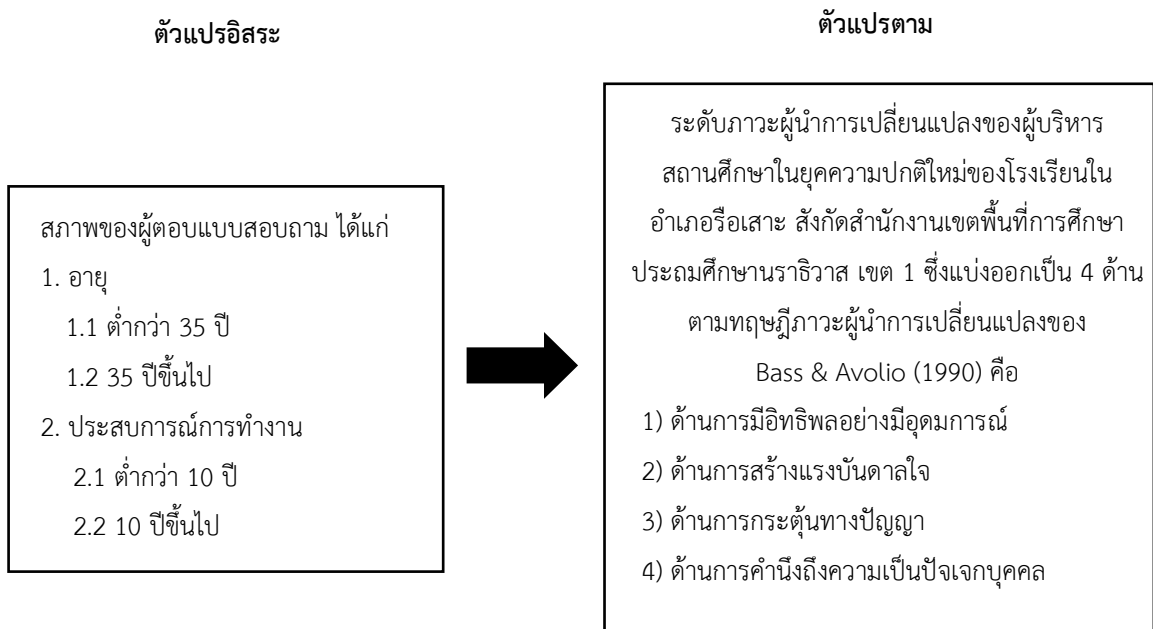 ตัวแปรอิสระ
ตัวแปรตาม
สภาพของผู้ตอบแบบสอบถาม ได้แก่
1. อายุ
1.1 ต่ำกว่า 35 ปี
1.2 35 ปีขึ้นไป
2. ประสบการณ์การทำงาน
2.1 ต่ำกว่า 10 ปี
2.2 10 ปีขึ้นไป
ระดับภาวะผู้นำการเปลี่ยนแปลงของผู้บริหาร
สถานศึกษาในยุคความปกติใหม่ของโรงเรียนใน
อำเภอรือเสาะ สังกัดสำนักงานเขตพื้นที่การศึกษา
ประถมศึกษานราธิวาส เขต 1 ซึ่งแบ่งออกเป็น 4 ด้าน
ตามทฤษฎีภาวะผู้นำการเปลี่ยนแปลงของ
Bass & Avolio (1990) คือ
1) ด้านการมีอิทธิพลอย่างมีอุดมการณ์
2) ด้านการสร้างแรงบันดาลใจ
3) ด้านการกระตุ้นทางปัญญา
4) ด้านการคำนึงถึงความเป็นปัจเจกบุคคล